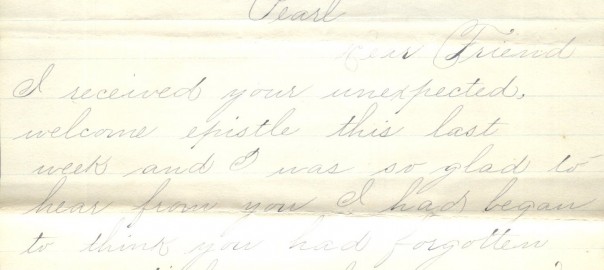 Pearl
Dear Friend
I received your unexpected,
welcome epistle this last
week and I was so glad to
hear from you I had began
to think you had forgotten